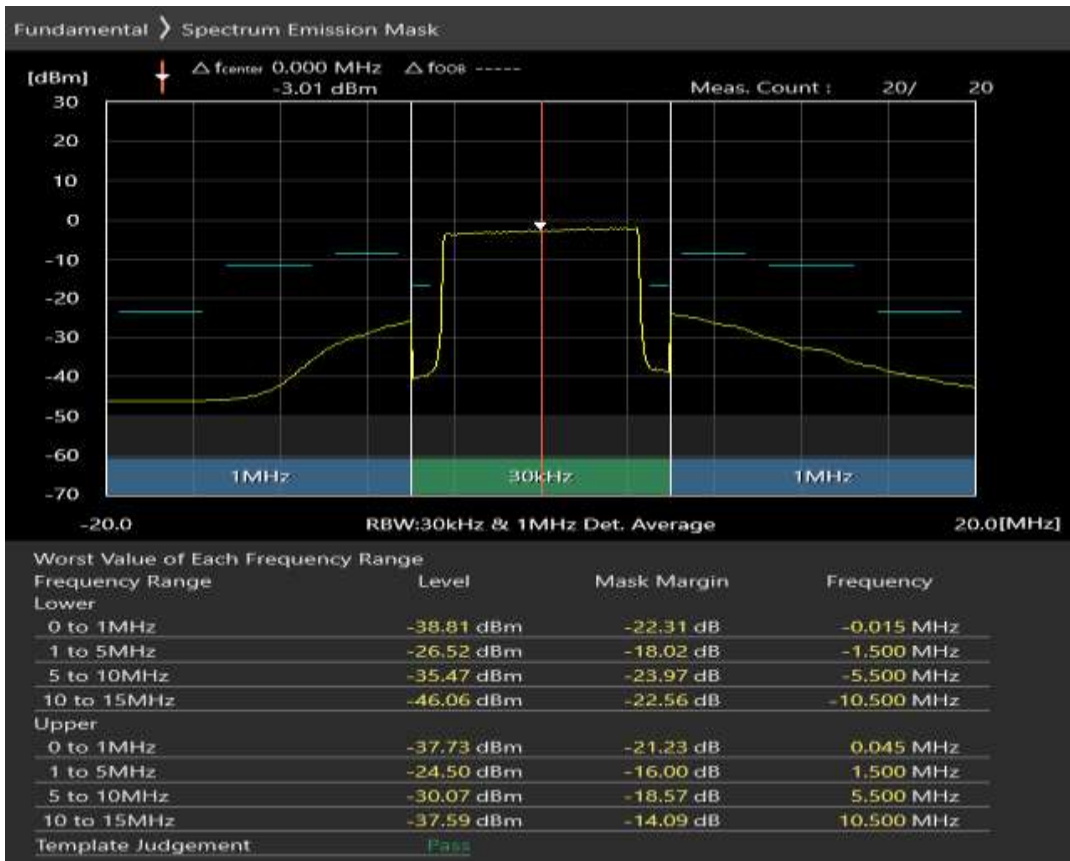 Fundamental 〉 Spectrum Emission Mask
[dBm] △ fcenter 0.000 MHz △ fOOB -----
-3.01 dBm Meas. Count : 20/ 20
30
20
10
0
-10
-20
-30
-40
-50
-60
1MHz 30kHz 1MHz
-70
-20.0 RBW:30kHz & 1MHz Det. Average 20.0[MHz]
Worst Value of Each Frequency Range
Frequency Range Level Mask Margin Frequency
Lower
0 to 1MHz -38.81 dBm -22.31 dB -0.015 MHz
1 to 5MHz -26.52 dBm -18.02 dB -1.500 MHz
5 to 10MHz -35.47 dBm -23.97 dB -5.500 MHz
10 to 15MHz -46.06 dBm -22.56 dB -10.500 MHz
Upper
0 to 1MHz -37.73 dBm -21.23 dB 0.045 MHz
1 to 5MHz -24.50 dBm -16.00 dB 1.500 MHz
5 to 10MHz -30.07 dBm -18.57 dB 5.500 MHz
10 to 15MHz -37.59 dBm -14.09 dB 10.500 MHz
Template Judgement Pass